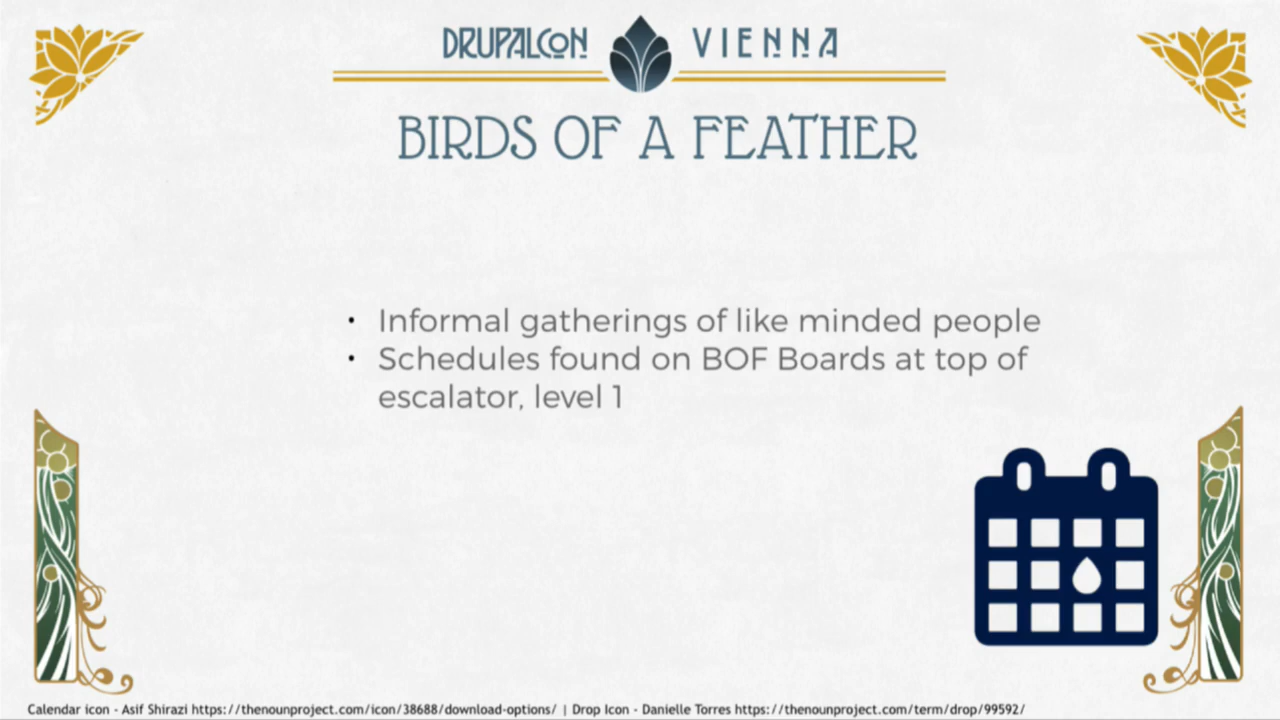 DRUPALCON VIENNA
BIRDS OF A FEATHER
• Informal gatherings of like minded people
• Schedules found on BOF Boards at top of
escalator, level 1
Calendar icon - Asif Shirazi https://thenounproject.com/icon/38688/download-options/ | Drop Icon - Danielle Torres https://thenounproject.com/term/drop/99592/